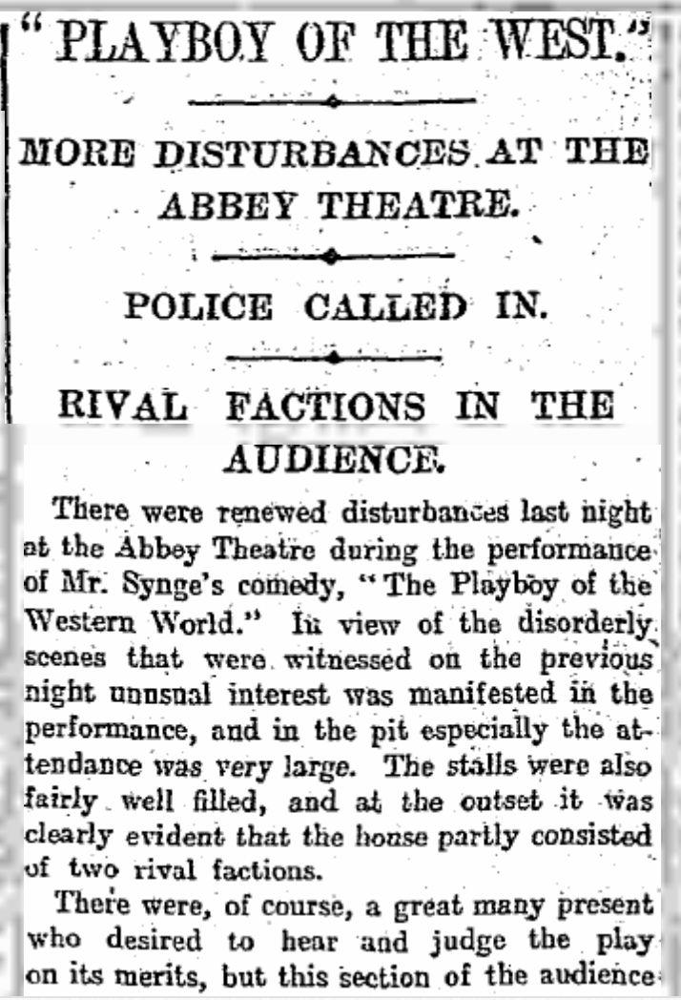 "PLAYBOY OF THE WEST."
MORE DISTURBANCES AT THE
ABBEY THEATRE.
POLICE CALLED IN.
RIVAL FACTIONS IN THE
AUDIENCE.
There were renewed disturbances last night
at the Abbey Theatre during the performance
of Mr. Synge's comedy, "The Playboy of the
Western World." In view of the disorderly
scenes that were witnessed on the previous
night unusual interest was manifested in the
performance, and in the pit especially the at-
tendance was very large. The stalls were also
fairly well filled, and at the outset it was
clearly evident that the house partly consisted
of two rival factions.
There were, of course, a great many present
who desired to hear and judge the play
on its merits, but this section of the audience